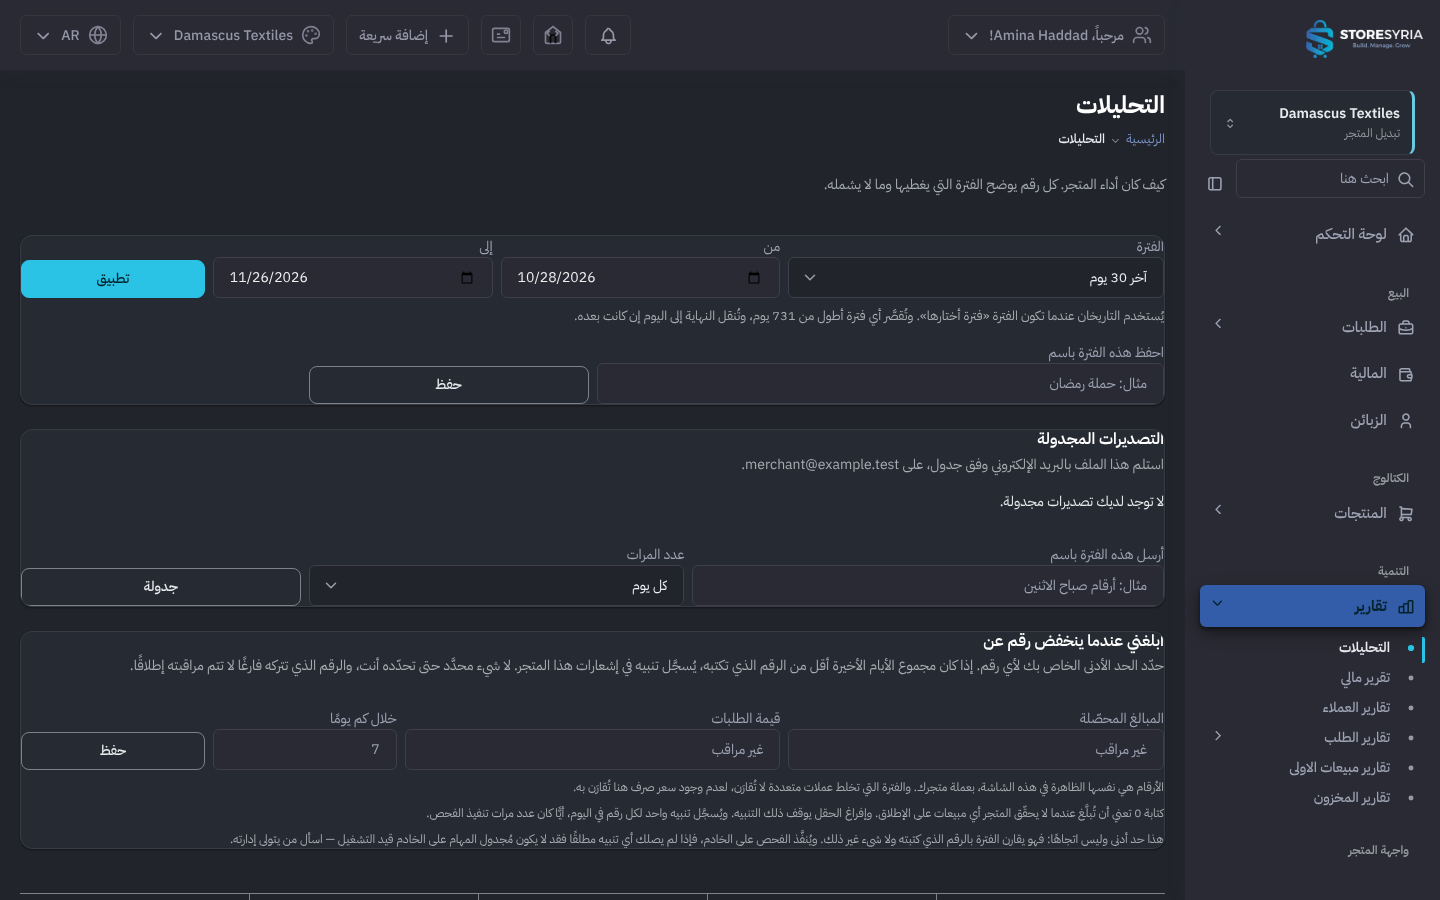 STORESYRIA
Build. Manage. Grow
مرحباً، Amina Haddad!
إضافة سريعة
Damascus Textiles
AR
Damascus Textiles
تبديل المتجر
ابحث هنا
لوحة التحكم
البيع
الطلبات
المالية
الزبائن
الكتالوج
المنتجات
التنمية
تقارير
التحليلات
تقرير مالي
تقارير العملاء
تقارير الطلب
تقارير مبيعات الاولى
تقارير المخزون
واجهة المتجر
التحليلات
الرئيسية
التحليلات
كيف كان أداء المتجر. كل رقم يوضح الفترة التي يغطيها وما لا يشمله.
الفترة
من
إلى
آخر 30 يوم
10/28/2026
11/26/2026
تطبيق
يُستخدم التاريخان عندما تكون الفترة «فترة أختارها». وتُقصَّر أي فترة أطول من 731 يوم، وتُنقل النهاية إلى اليوم إن كانت بعده.
احفظ هذه الفترة باسم
مثال: حملة رمضان
حفظ
التصديرات المجدولة
استلم هذا الملف بالبريد الإلكتروني وفق جدول، على merchant@example.test.
لا توجد لديك تصديرات مجدولة.
أرسل هذه الفترة باسم
عدد المرات
مثال: أرقام صباح الاثنين
كل يوم
جدولة
أبلغني عندما ينخفض رقم عن
حدّد الحد الأدنى الخاص بك لأي رقم. إذا كان مجموع الأيام الأخيرة أقل من الرقم الذي تكتبه، يُسجَّل تنبيه في إشعارات هذا المتجر. لا شيء محدَّد حتى تحدّده أنت، والرقم الذي تتركه فارغًا لا تتم مراقبته إطلاقًا.
المبالغ المحصّلة
قيمة الطلبات
خلال كم يومًا
غير مراقب
غير مراقب
7
حفظ
الأرقام هي نفسها الظاهرة في هذه الشاشة، بعملة متجرك. والفترة التي تخلط عملات متعددة لا تُقارَن، لعدم وجود سعر صرف هنا تُقارَن به.
كتابة 0 تعني أن تُبلَّغ عندما لا يحقّق المتجر أي مبيعات على الإطلاق. وإفراغ الحقل يوقف ذلك التنبيه. ويُسجَّل تنبيه واحد لكل رقم في اليوم، أيًّا كان عدد مرات تنفيذ الفحص.
هذا حد أدنى وليس اتجاهًا: فهو يقارن الفترة بالرقم الذي كتبته ولا شيء غير ذلك. ويُنفَّذ الفحص على الخادم، فإذا لم يصلك أي تنبيه مطلقًا فقد لا يكون مُجدول المهام على الخادم قيد التشغيل — اسأل من يتولى إدارته.